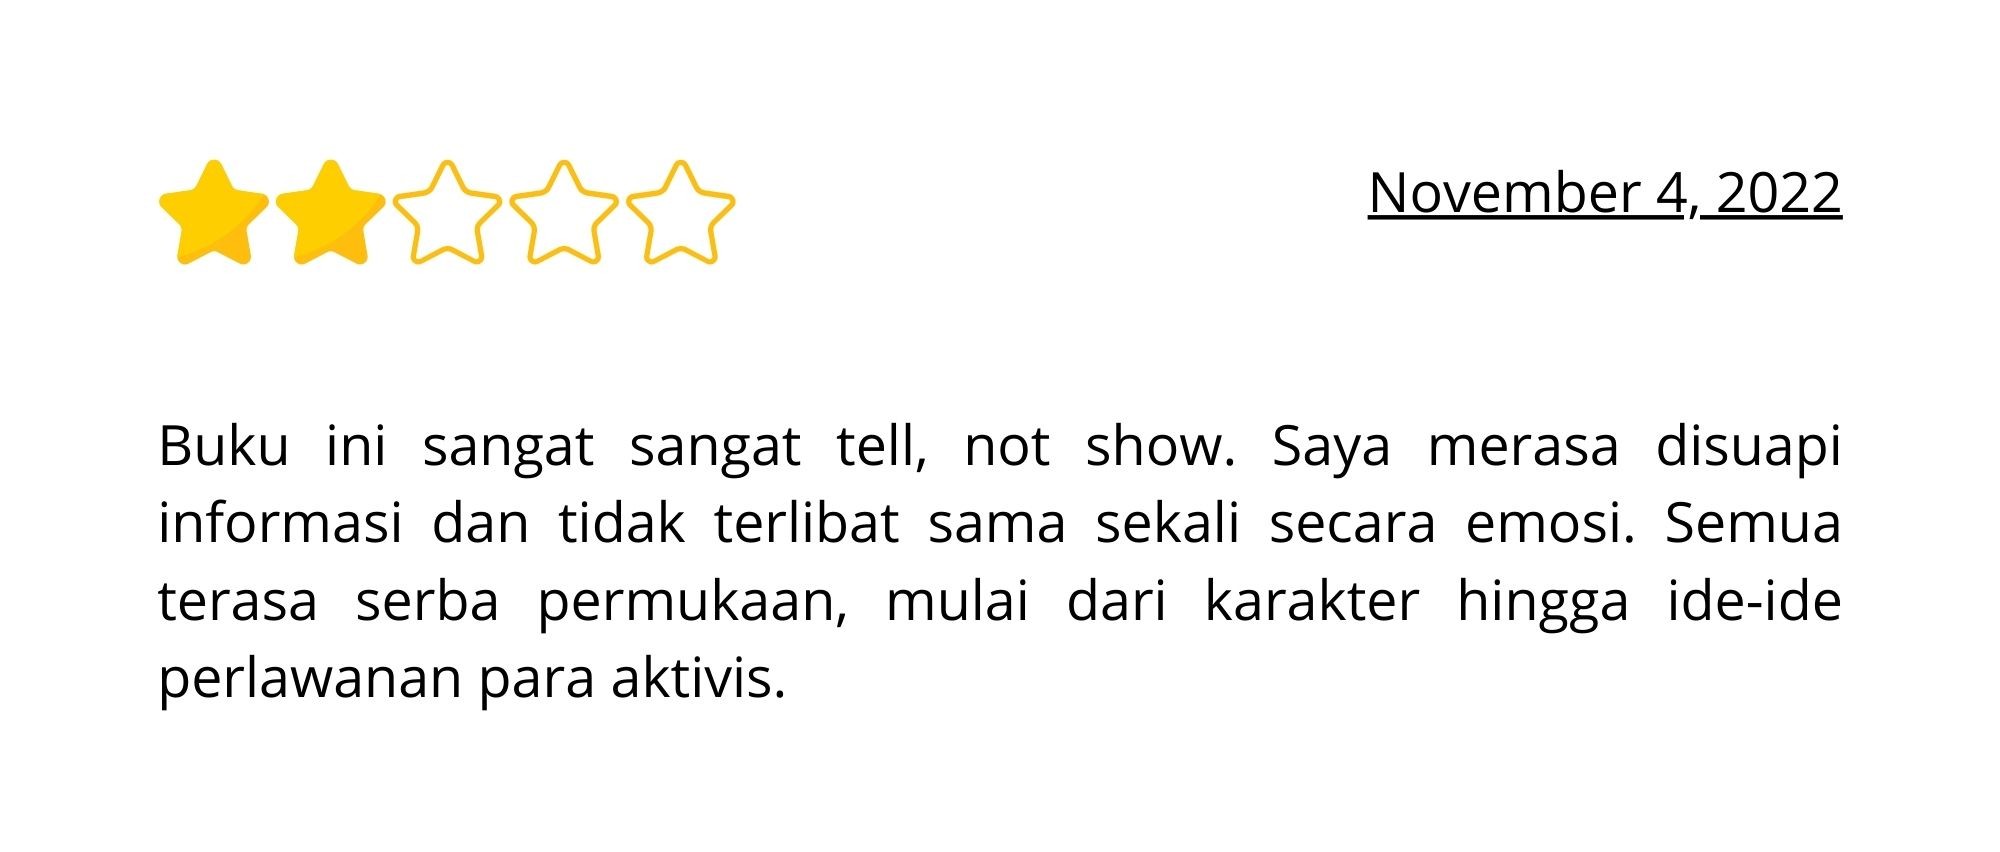 November 4, 2022
Buku ini sangat sangat tell, not show. Saya merasa disuapi
informasi dan tidak terlibat sama sekali secara emosi. Semua
terasa serba permukaan, mulai dari karakter hingga ide-ide
perlawanan para aktivis.